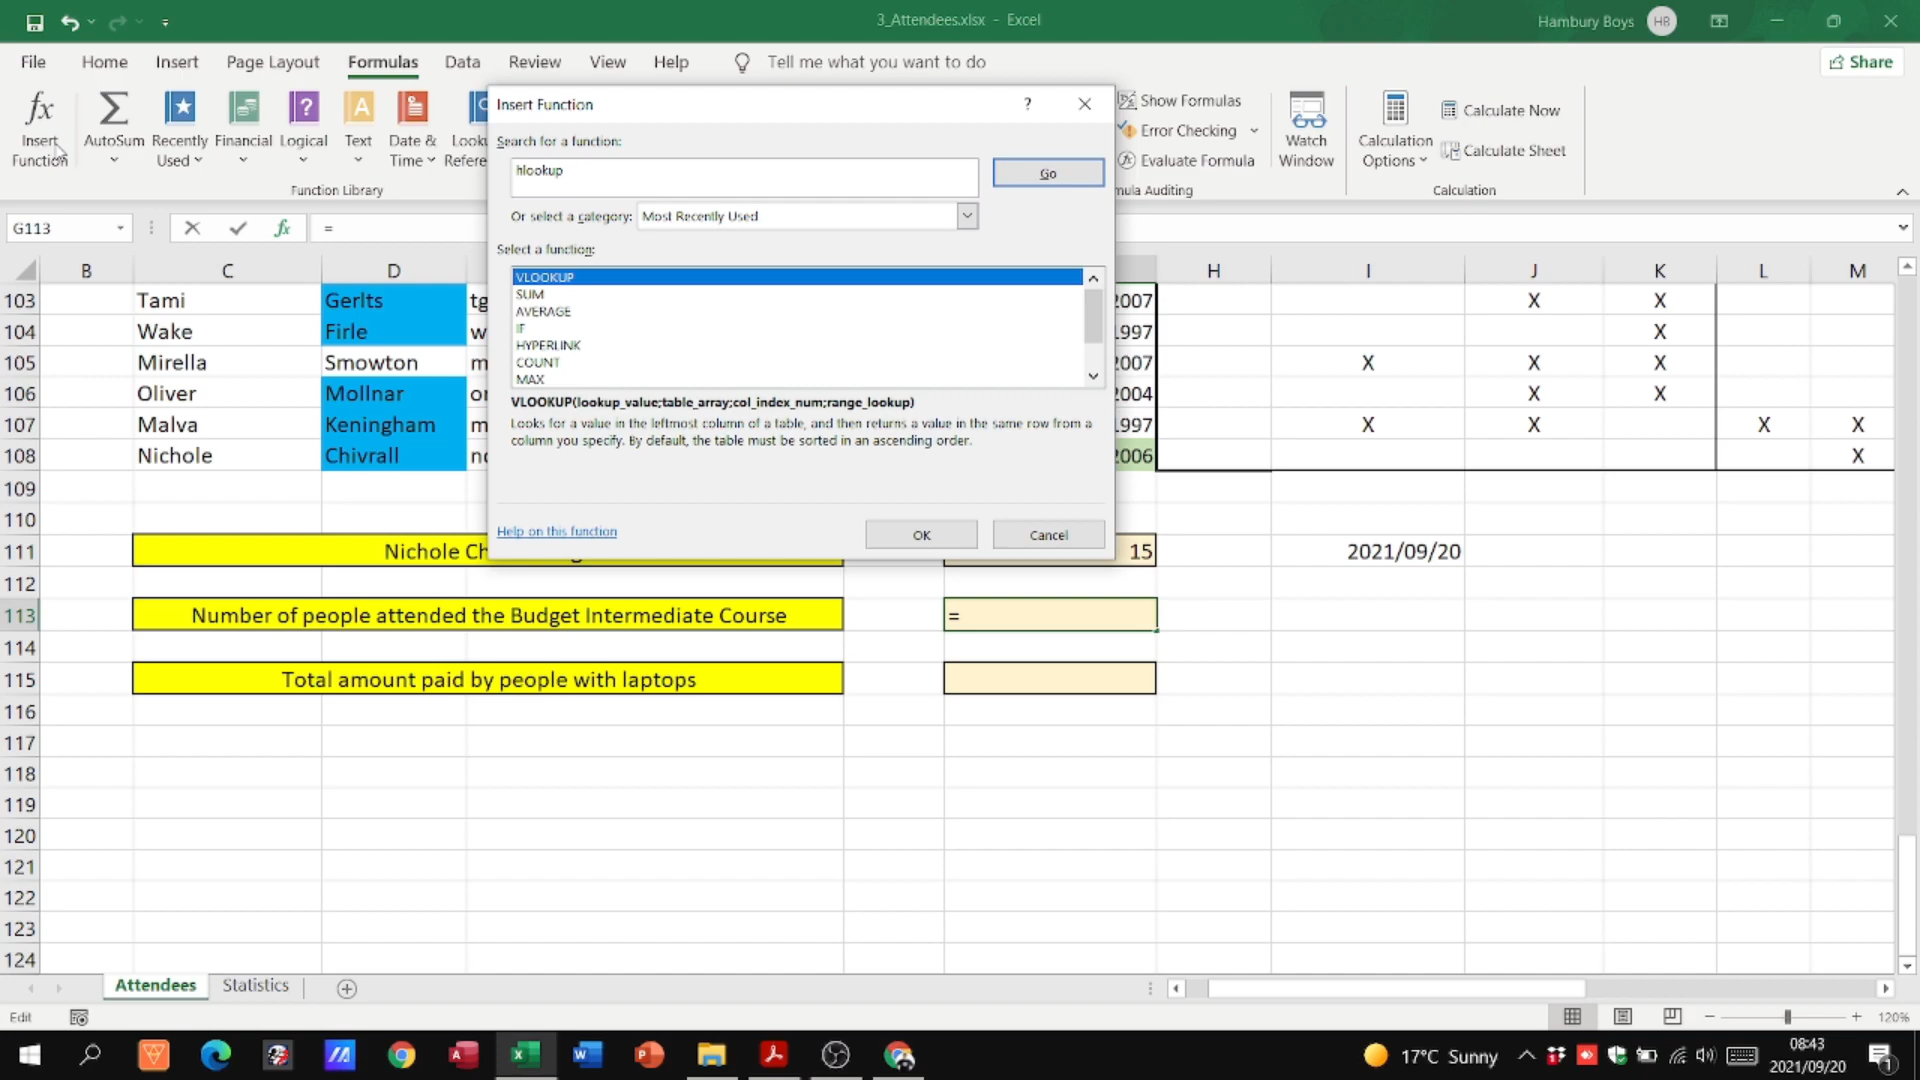 3_Attendees.xlsx - Excel
Hambury Boys HB
File Home Insert Page Layout Formulas Data Review View Help Tell me what you want to do Share
fx Insert Function
AutoSum
Recently Used
Financial
Logical
Text
Date & Time
Function Library
Show Formulas
Error Checking
Evaluate Formula
Watch Window
Calculation Options
Calculate Now
Calculate Sheet
Calculation
Insert Function ?
Search for a function:
hlookup
Go
Or select a category: Most Recently Used
Select a function:
VLOOKUP
SUM
AVERAGE
IF
HYPERLINK
COUNT
MAX
VLOOKUP(lookup_value;table_array;col_index_num;range_lookup)
Looks for a value in the leftmost column of a table, and then returns a value in the same row from a
column you specify. By default, the table must be sorted in an ascending order.
Help on this function
OK Cancel
G113 fx =
B C D H I J K L M
103 Tami Gerlts tg 2007 X X
104 Wake Firle w 1997 X
105 Mirella Smowton m 2007 X X X
106 Oliver Mollnar or 2004 X X
107 Malva Keningham m 1997 X X X X
108 Nichole Chivrall 2006 X
109
110
111 Nichole Ch 15 2021/09/20
112
113 Number of people attended the Budget Intermediate Course =
114
115 Total amount paid by people with laptops
116
117
118
119
120
121
122
123
124
Attendees Statistics
Edit 120%
17°C Sunny
08:43
2021/09/20
1